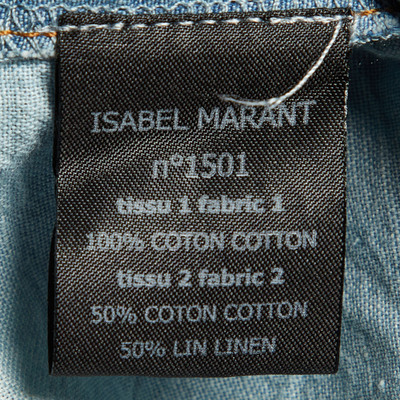 ISABEL MARANT
n°1501
tissu 1 fabric 1
100% COTON COTTON
tissu 2 fabric 2
50% COTON COTTON
50% LIN LINEN